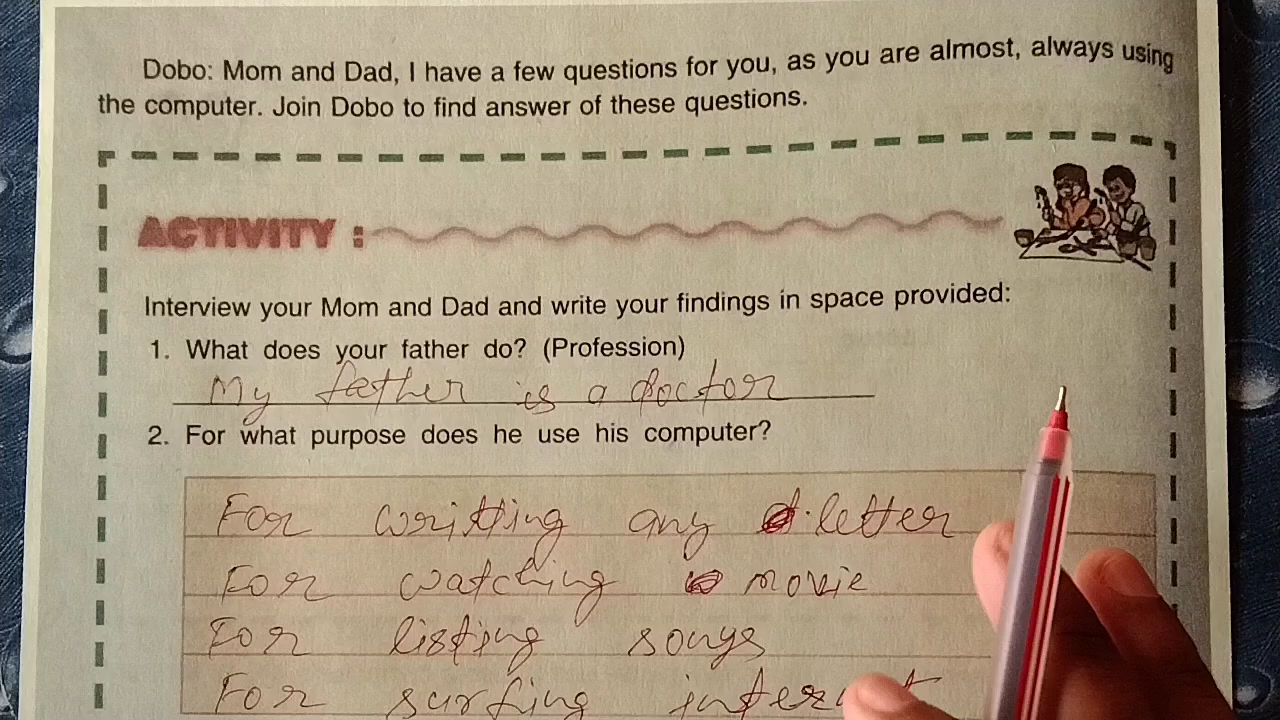 Dobo: Mom and Dad, I have a few questions for you, as you are almost, always using
the computer. Join Dobo to find answer of these questions.
ACTIVITY :
Interview your Mom and Dad and write your findings in space provided:
1. What does your father do? (Profession)
My father is a doctor
2. For what purpose does he use his computer?
For writting any letter
For watching movie
For listing songs
For surfing